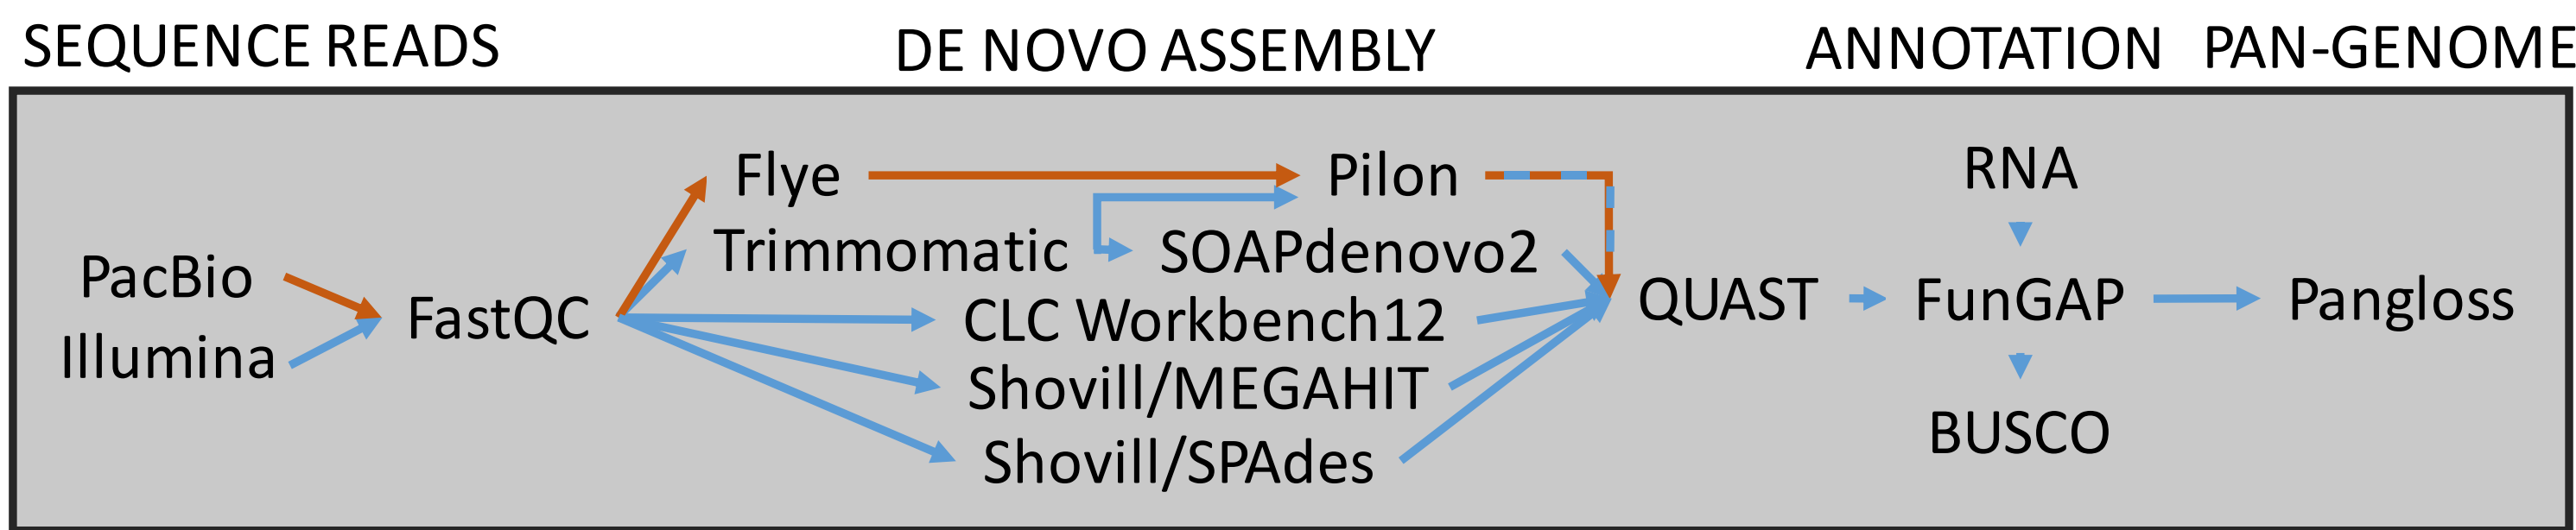 SEQUENCE READS
DE NOVO ASSEMBLY
ANNOTATION
PAN-GENOME
PacBio
Illumina
FastQC
Flye
Pilon
Trimmomatic
SOAPdenovo2
CLC Workbench12
Shovill/MEGAHIT
Shovill/SPAdes
QUAST
RNA
FunGAP
BUSCO
Pangloss